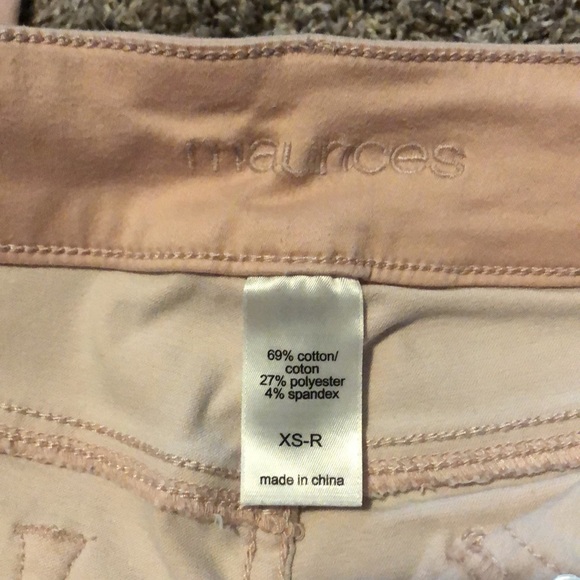 maurices
69% cotton/
coton
27% polyester
4% spandex
XS-R
made in china